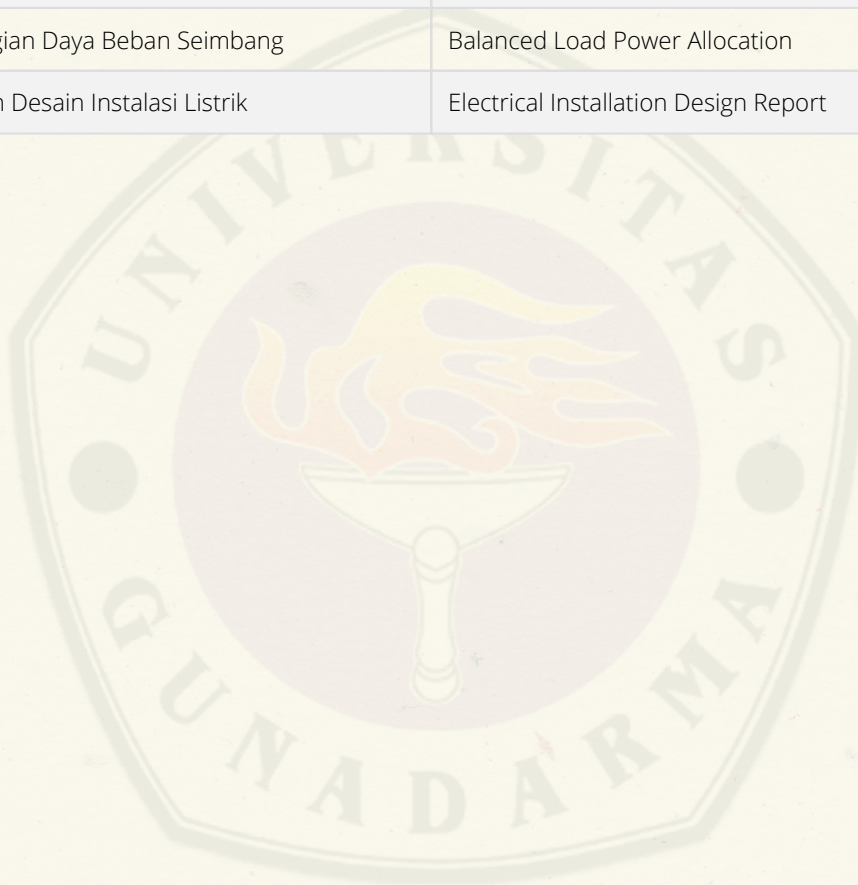 gian Daya Beban Seimbang
Balanced Load Power Allocation
Desain Instalasi Listrik
Electrical Installation Design Report
UNIVERSITAS
GUNADARMA